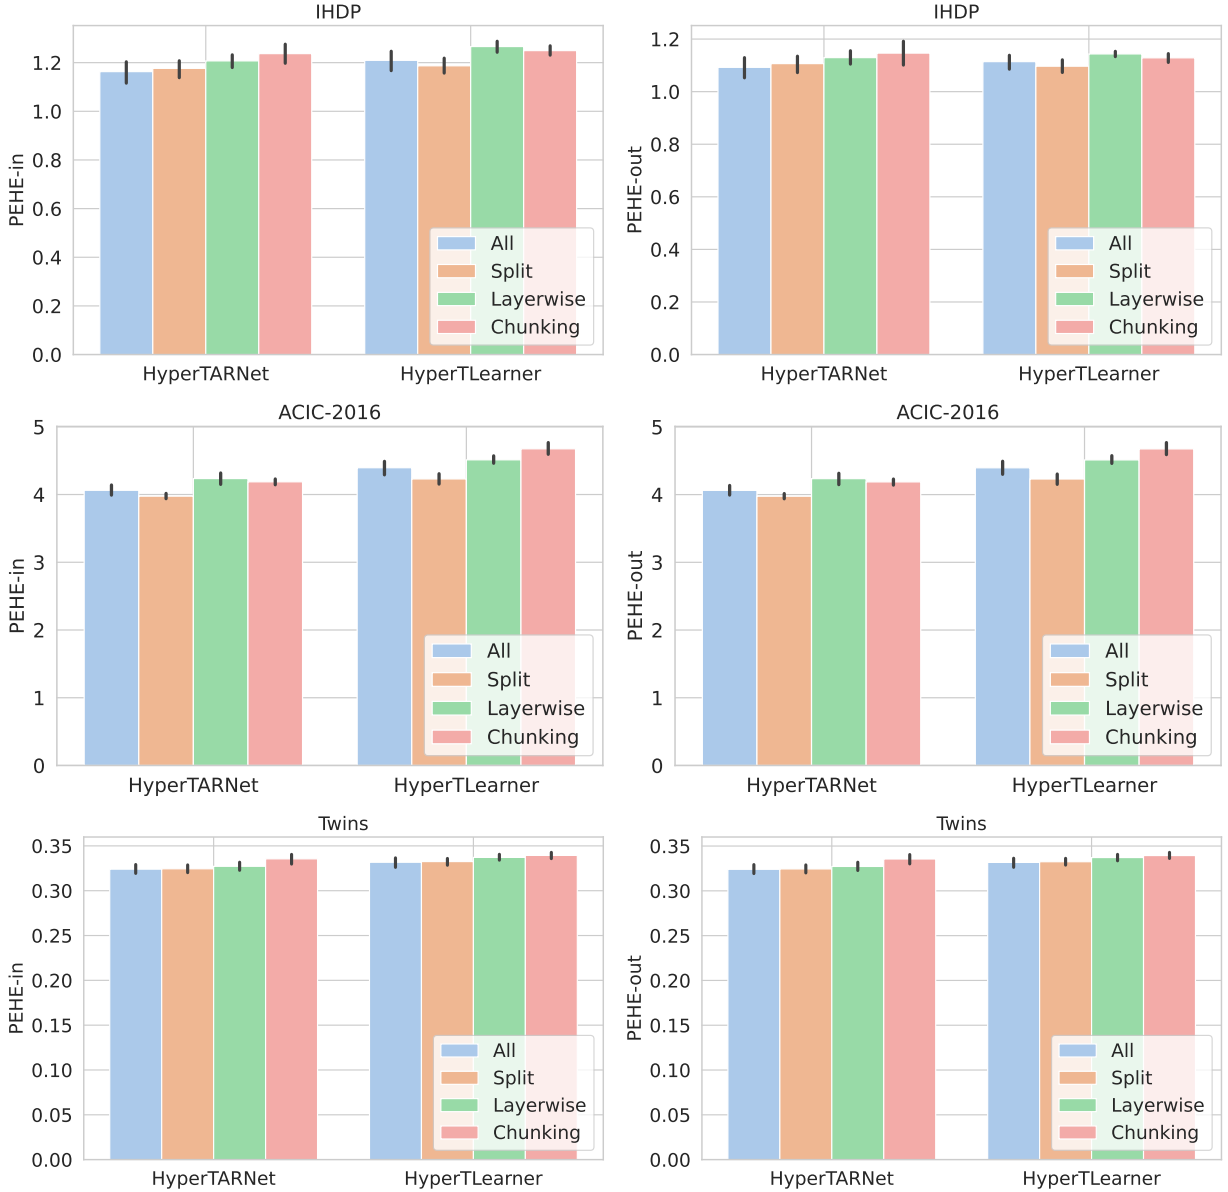 IHDP
PEHE-in
1.2
1.0
0.8
0.6
0.4
0.2
0.0
All
Split
Layerwise
Chunking
HyperTARNet
HyperTLearner
IHDP
PEHE-out
1.2
1.0
0.8
0.6
0.4
0.2
0.0
All
Split
Layerwise
Chunking
HyperTARNet
HyperTLearner
ACIC-2016
PEHE-in
5
4
3
2
1
0
All
Split
Layerwise
Chunking
HyperTARNet
HyperTLearner
ACIC-2016
PEHE-out
5
4
3
2
1
0
All
Split
Layerwise
Chunking
HyperTARNet
HyperTLearner
Twins
PEHE-in
0.35
0.30
0.25
0.20
0.15
0.10
0.05
0.00
All
Split
Layerwise
Chunking
HyperTARNet
HyperTLearner
Twins
PEHE-out
0.35
0.30
0.25
0.20
0.15
0.10
0.05
0.00
All
Split
Layerwise
Chunking
HyperTARNet
HyperTLearner